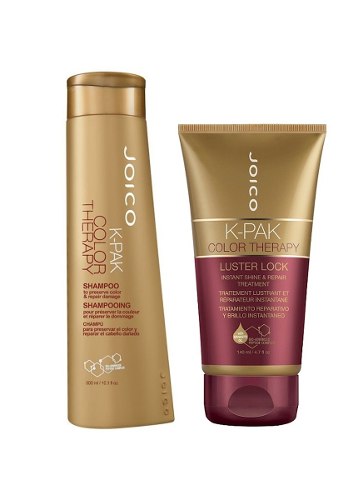 JOICO
K-PAK
COLOR
THERAPY
SHAMPOO
to preserve color
& repair damage
SHAMPOOING
pour préserver la couleur
et réparer le dommage
CHAMPÚ
para preservar el color y
reparar el cabello dañado
300 ml / 10.1 fl oz
JOICO
JOICO
K-PAK
COLOR THERAPY
LUSTER LOCK
INSTANT SHINE & REPAIR
TREATMENT
TRAITEMENT LUSTRANT ET
RÉPARATEUR INSTANTANÉ
TRATAMIENTO REPARATIVO
Y BRILLO INSTANTÁNEO
140 ml / 4.7 fl oz